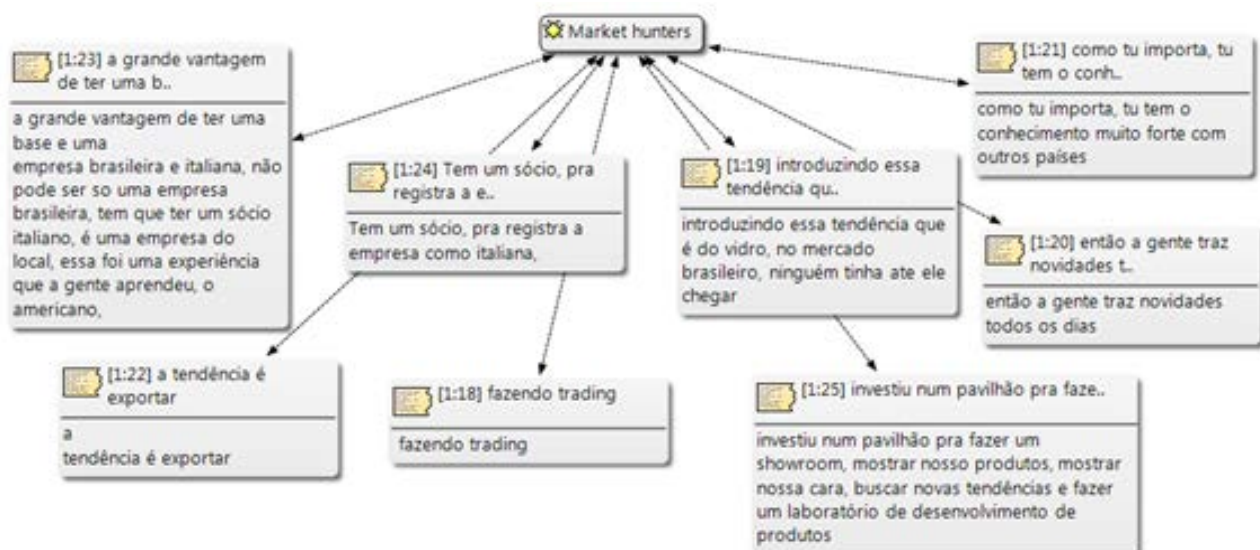 Market hunters
[1:23] a grande vantagem
de ter uma b..
a grande vantagem de ter uma
base e uma
empresa brasileira e italiana, não
pode ser so uma empresa
brasileira, tem que ter um sócio
italiano, é uma empresa do
local, essa foi uma experiência
que a gente aprendeu, o
americano,
[1:24] Tem um sócio, pra
registra a e..
Tem um sócio, pra registra a
empresa como italiana,
[1:19] introduzindo essa
tendência qu..
introduzindo essa tendência que
é do vidro, no mercado
brasileiro, ninguém tinha ate ele
chegar
[1:21] como tu importa, tu
tem o conh..
como tu importa, tu tem o
conhecimento muito forte com
outros países
[1:20] então a gente traz
novidades t..
então a gente traz novidades
todos os dias
[1:22] a tendência é
exportar
a
tendência é exportar
[1:18] fazendo trading
fazendo trading
[1:25] investiu num pavilhão pra faze..
investiu num pavilhão pra fazer um
showroom, mostrar nosso produtos, mostrar
nossa cara, buscar novas tendências e fazer
um laboratório de desenvolvimento de
produtos